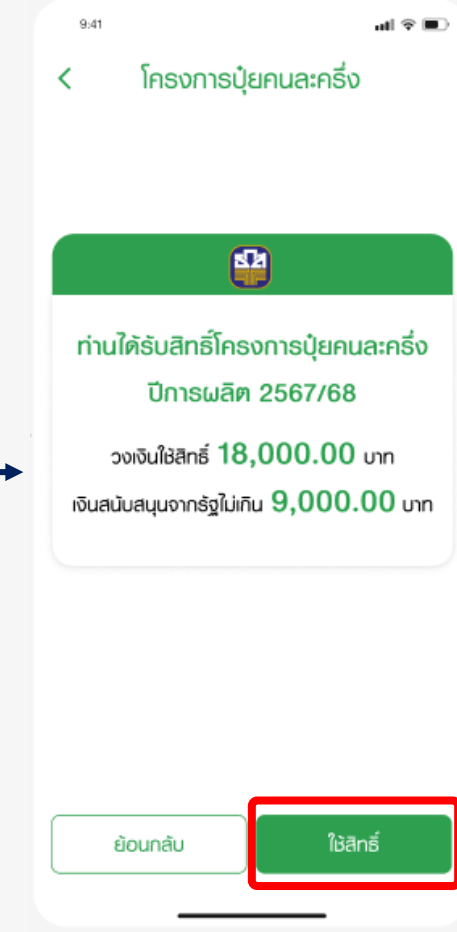 9:41
โครงการปุ๋ยคนละครึ่ง
ท่านได้รับสิทธิ์โครงการปุ๋ยคนละครึ่ง
ปีการผลิต 2567/68
วงเงินใช้สิทธิ์ 18,000.00 บาท
เงินสนับสนุนจากรัฐไม่เกิน 9,000.00 บาท
ย้อนกลับ
ใช้สิทธิ์